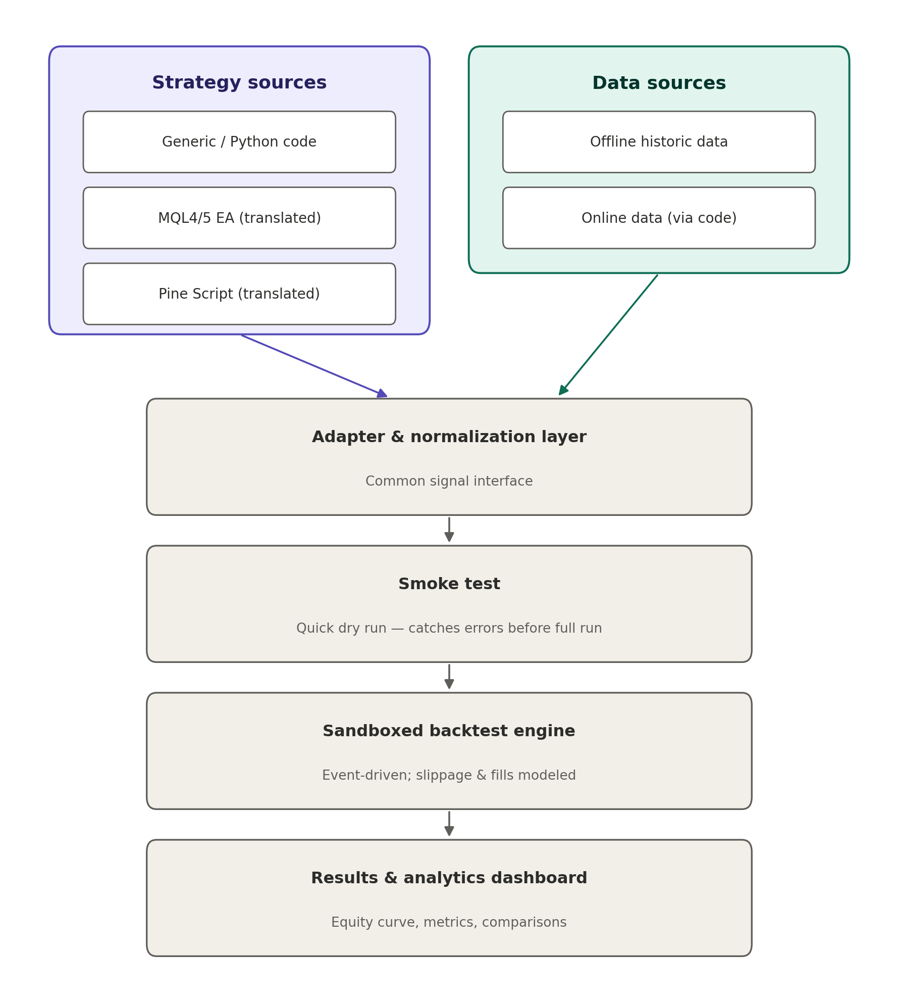 Strategy sources
Generic / Python code
MQL4/5 EA (translated)
Pine Script (translated)
Data sources
Offline historic data
Online data (via code)
Adapter & normalization layer
Common signal interface
Smoke test
Quick dry run — catches errors before full run
Sandboxed backtest engine
Event-driven; slippage & fills modeled
Results & analytics dashboard
Equity curve, metrics, comparisons